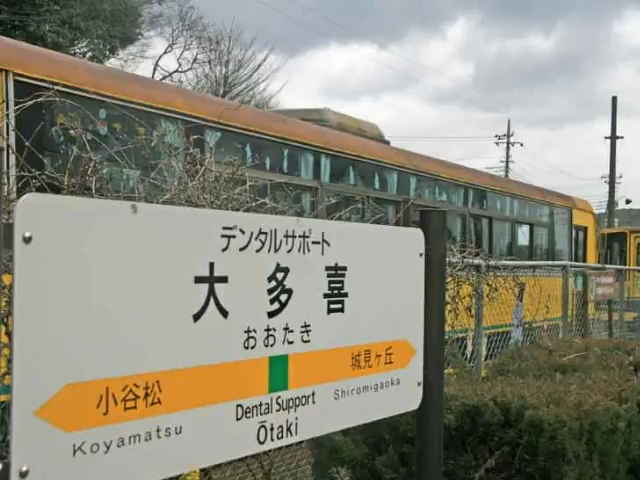 デンタルサポート
大多喜
おおたき
小谷松 城見ヶ丘
Koyamatsu Dental Support Shiromigaoka
Ōtaki